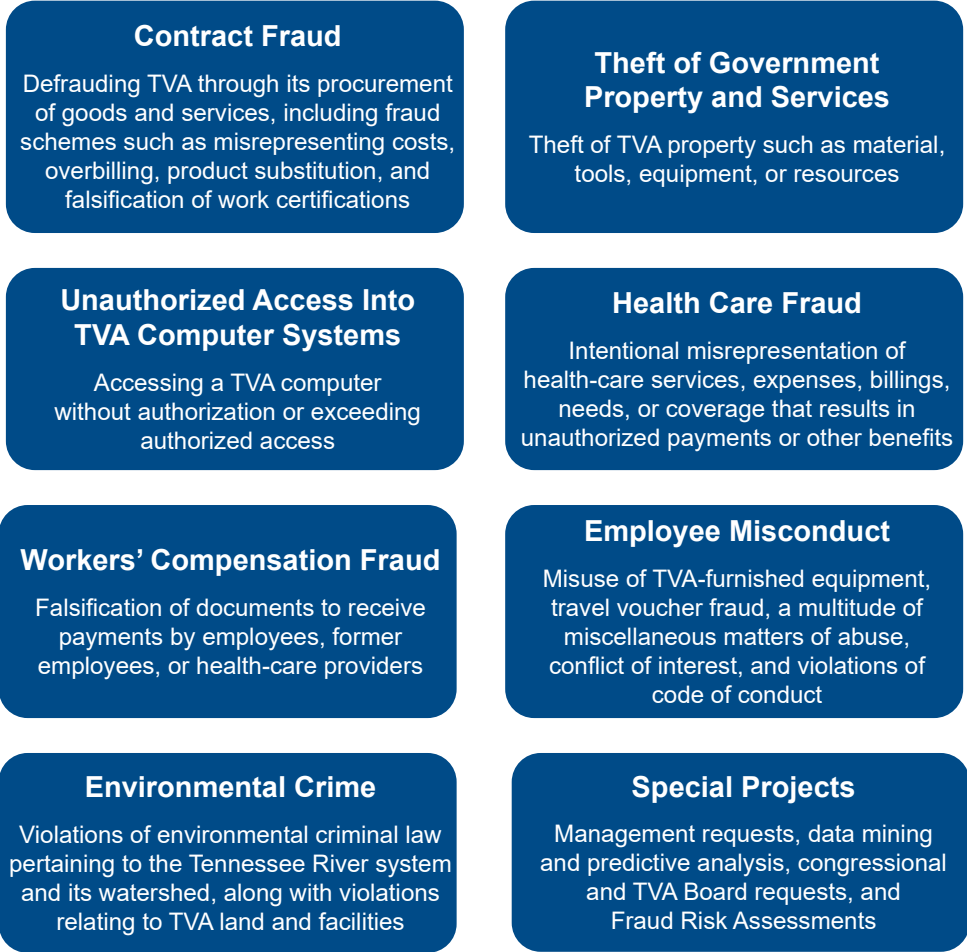 Contract Fraud
Defrauding TVA through its procurement
of goods and services, including fraud
schemes such as misrepresenting costs,
overbilling, product substitution, and
falsification of work certifications
Theft of Government
Property and Services
Theft of TVA property such as material,
tools, equipment, or resources
Unauthorized Access Into
TVA Computer Systems
Accessing a TVA computer
without authorization or exceeding
authorized access
Health Care Fraud
Intentional misrepresentation of
health-care services, expenses, billings,
needs, or coverage that results in
unauthorized payments or other benefits
Workers’ Compensation Fraud
Falsification of documents to receive
payments by employees, former
employees, or health-care providers
Employee Misconduct
Misuse of TVA-furnished equipment,
travel voucher fraud, a multitude of
miscellaneous matters of abuse,
conflict of interest, and violations of
code of conduct
Environmental Crime
Violations of environmental criminal law
pertaining to the Tennessee River system
and its watershed, along with violations
relating to TVA land and facilities
Special Projects
Management requests, data mining
and predictive analysis, congressional
and TVA Board requests, and
Fraud Risk Assessments